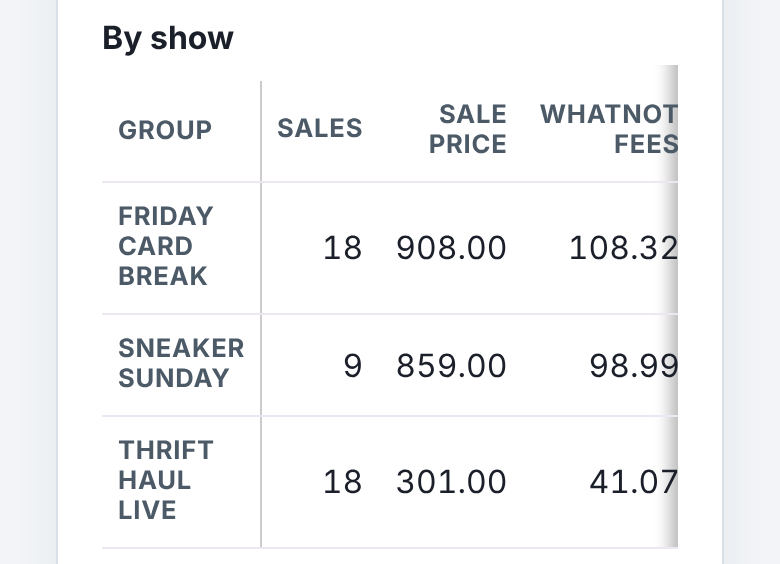 By show
GROUP SALES SALE PRICE WHATNOT FEES
FRIDAY CARD BREAK 18 908.00 108.32
SNEAKER SUNDAY 9 859.00 98.99
THRIFT HAUL LIVE 18 301.00 41.07